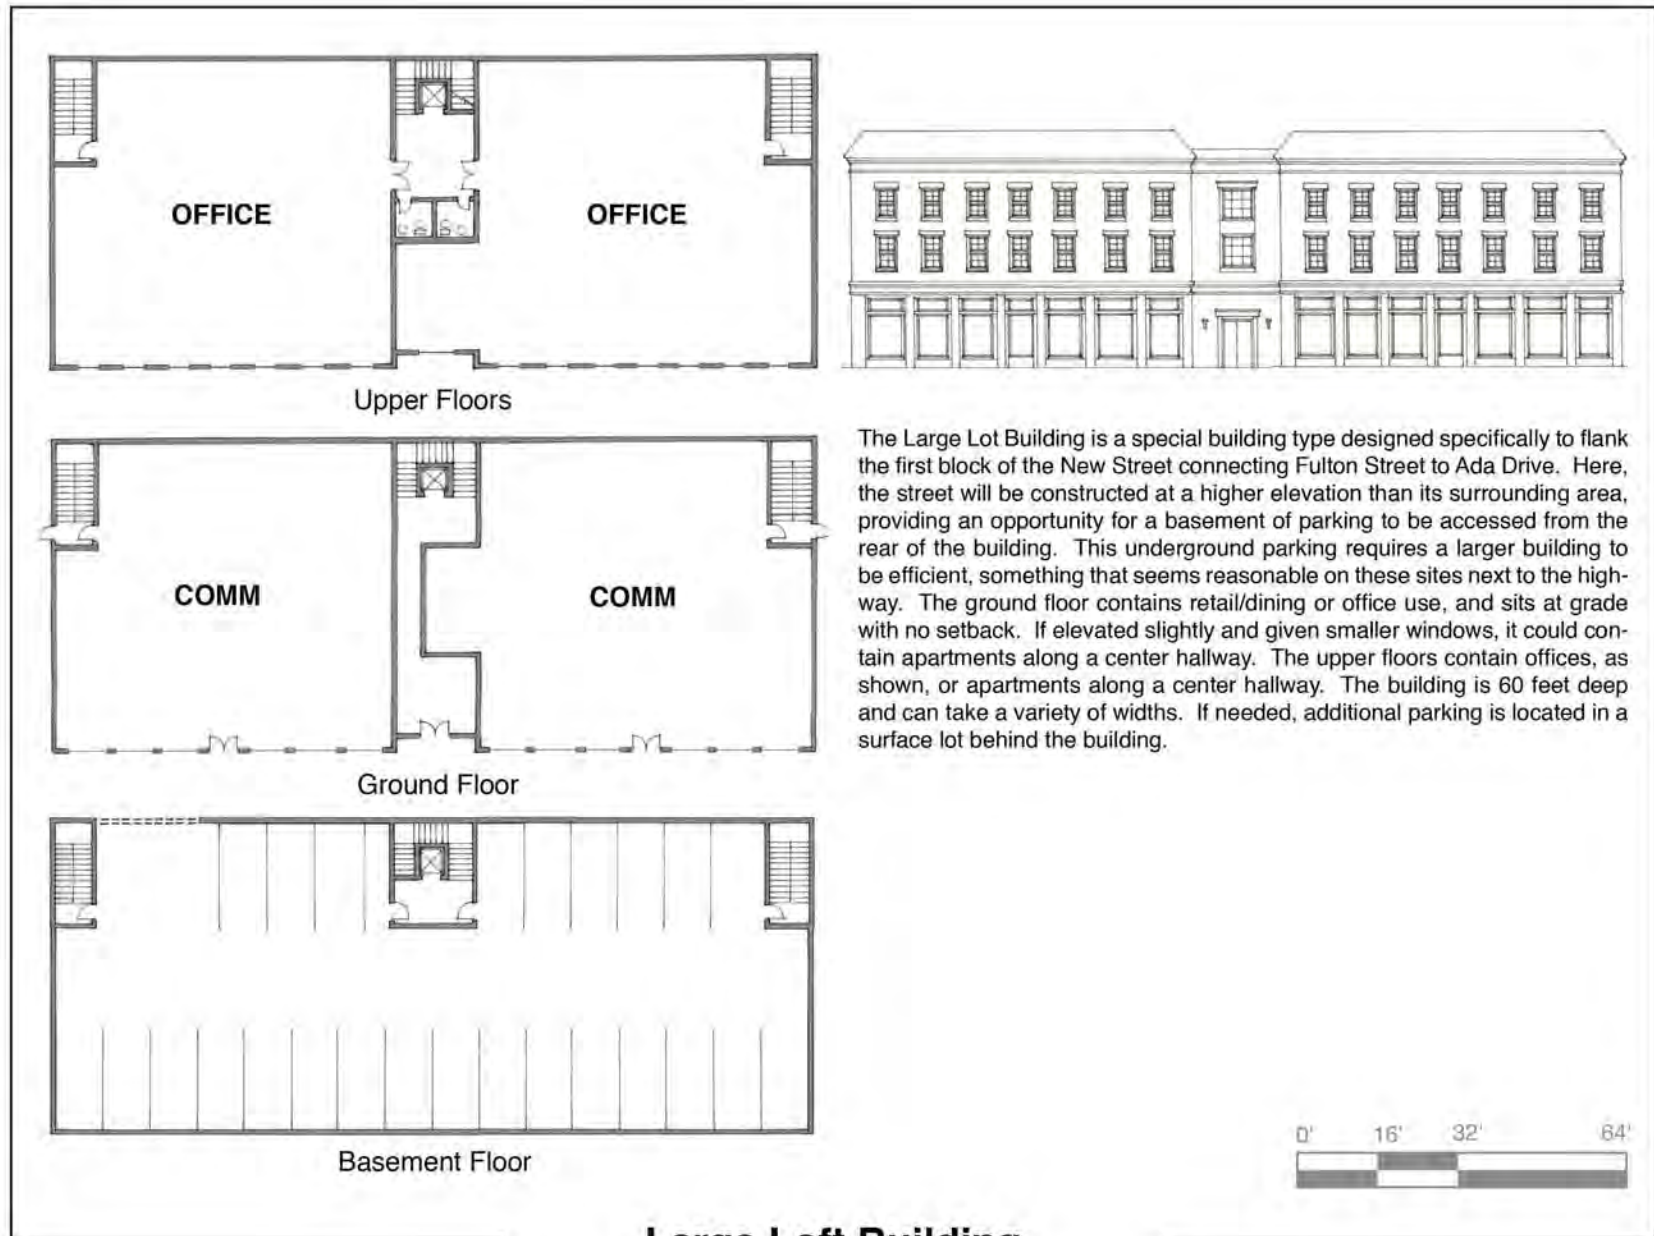 OFFICE
OFFICE
Upper Floors
COMM
COMM
Ground Floor
Basement Floor
The Large Lot Building is a special building type designed specifically to flank
the first block of the New Street connecting Fulton Street to Ada Drive. Here,
the street will be constructed at a higher elevation than its surrounding area,
providing an opportunity for a basement of parking to be accessed from the
rear of the building. This underground parking requires a larger building to
be efficient, something that seems reasonable on these sites next to the high-
way. The ground floor contains retail/dining or office use, and sits at grade
with no setback. If elevated slightly and given smaller windows, it could con-
tain apartments along a center hallway. The upper floors contain offices, as
shown, or apartments along a center hallway. The building is 60 feet deep
and can take a variety of widths. If needed, additional parking is located in a
surface lot behind the building.
0' 16' 32' 64'
Large Loft Building